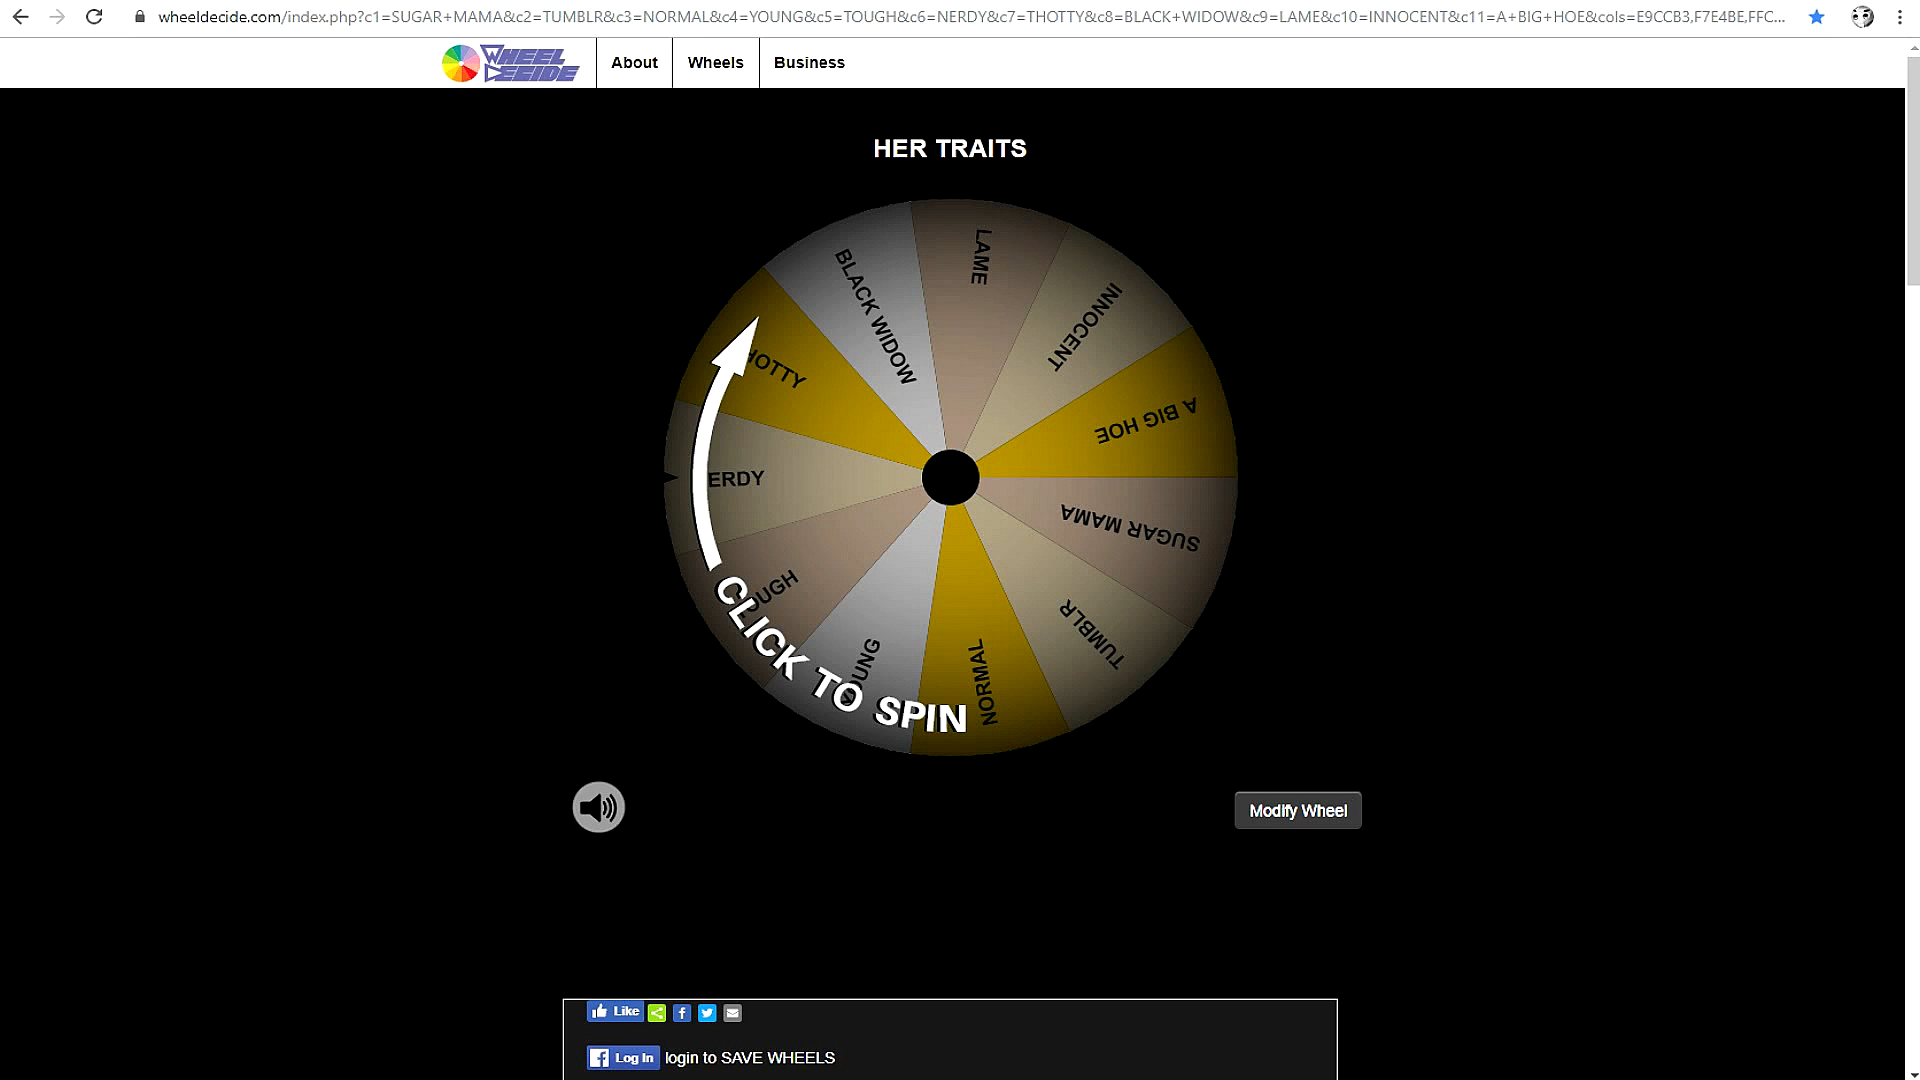 wheeldecide.com/index.php?c1=SUGAR+MAMA&c2=TUMBLR&c3=NORMAL&c4=YOUNG&c5=TOUGH&c6=NERDY&c7=THOTTY&c8=BLACK+WIDOW&c9=LAME&c10=INNOCENT&c11=A+BIG+HOE&cols=E9CCB3,F7E4BE,FFC...
WHEEL
DECIDE
About
Wheels
Business
HER TRAITS
LAME
INNOCENT
A BIG HOE
SUGAR MAMA
TUMBLR
NORMAL
YOUNG
OUGH
ERDY
HOTTY
BLACK WIDOW
CLICK TO SPIN
Modify Wheel
Like
Log In login to SAVE WHEELS